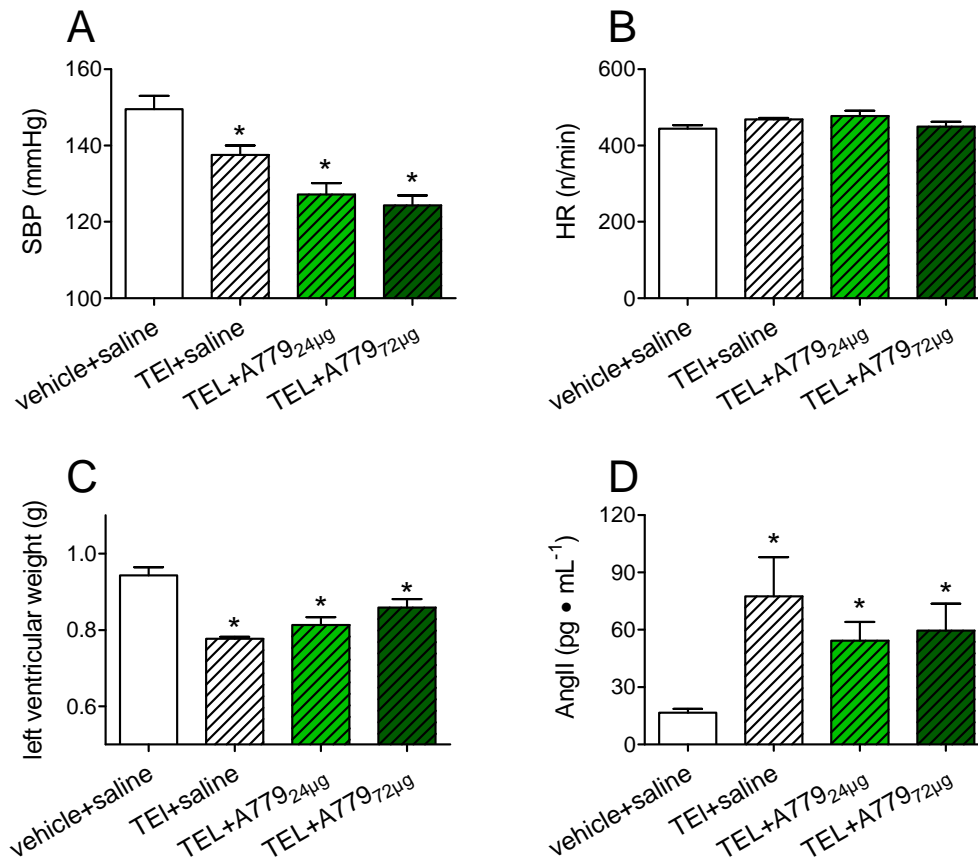 A
SBP (mmHg)
160
140
120
100
*
*
*
vehicle+saline
TEl+saline
TEL+A779₂₄µg
TEL+A779₇₂µg
B
HR (n/min)
600
400
200
0
vehicle+saline
TEl+saline
TEL+A779₂₄µg
TEL+A779₇₂µg
C
left ventricular weight (g)
1.0
0.8
0.6
*
*
*
vehicle+saline
TEl+saline
TEL+A779₂₄µg
TEL+A779₇₂µg
D
AngII (pg • mL⁻¹)
120
90
60
30
0
*
*
*
vehicle+saline
TEl+saline
TEL+A779₂₄µg
TEL+A779₇₂µg